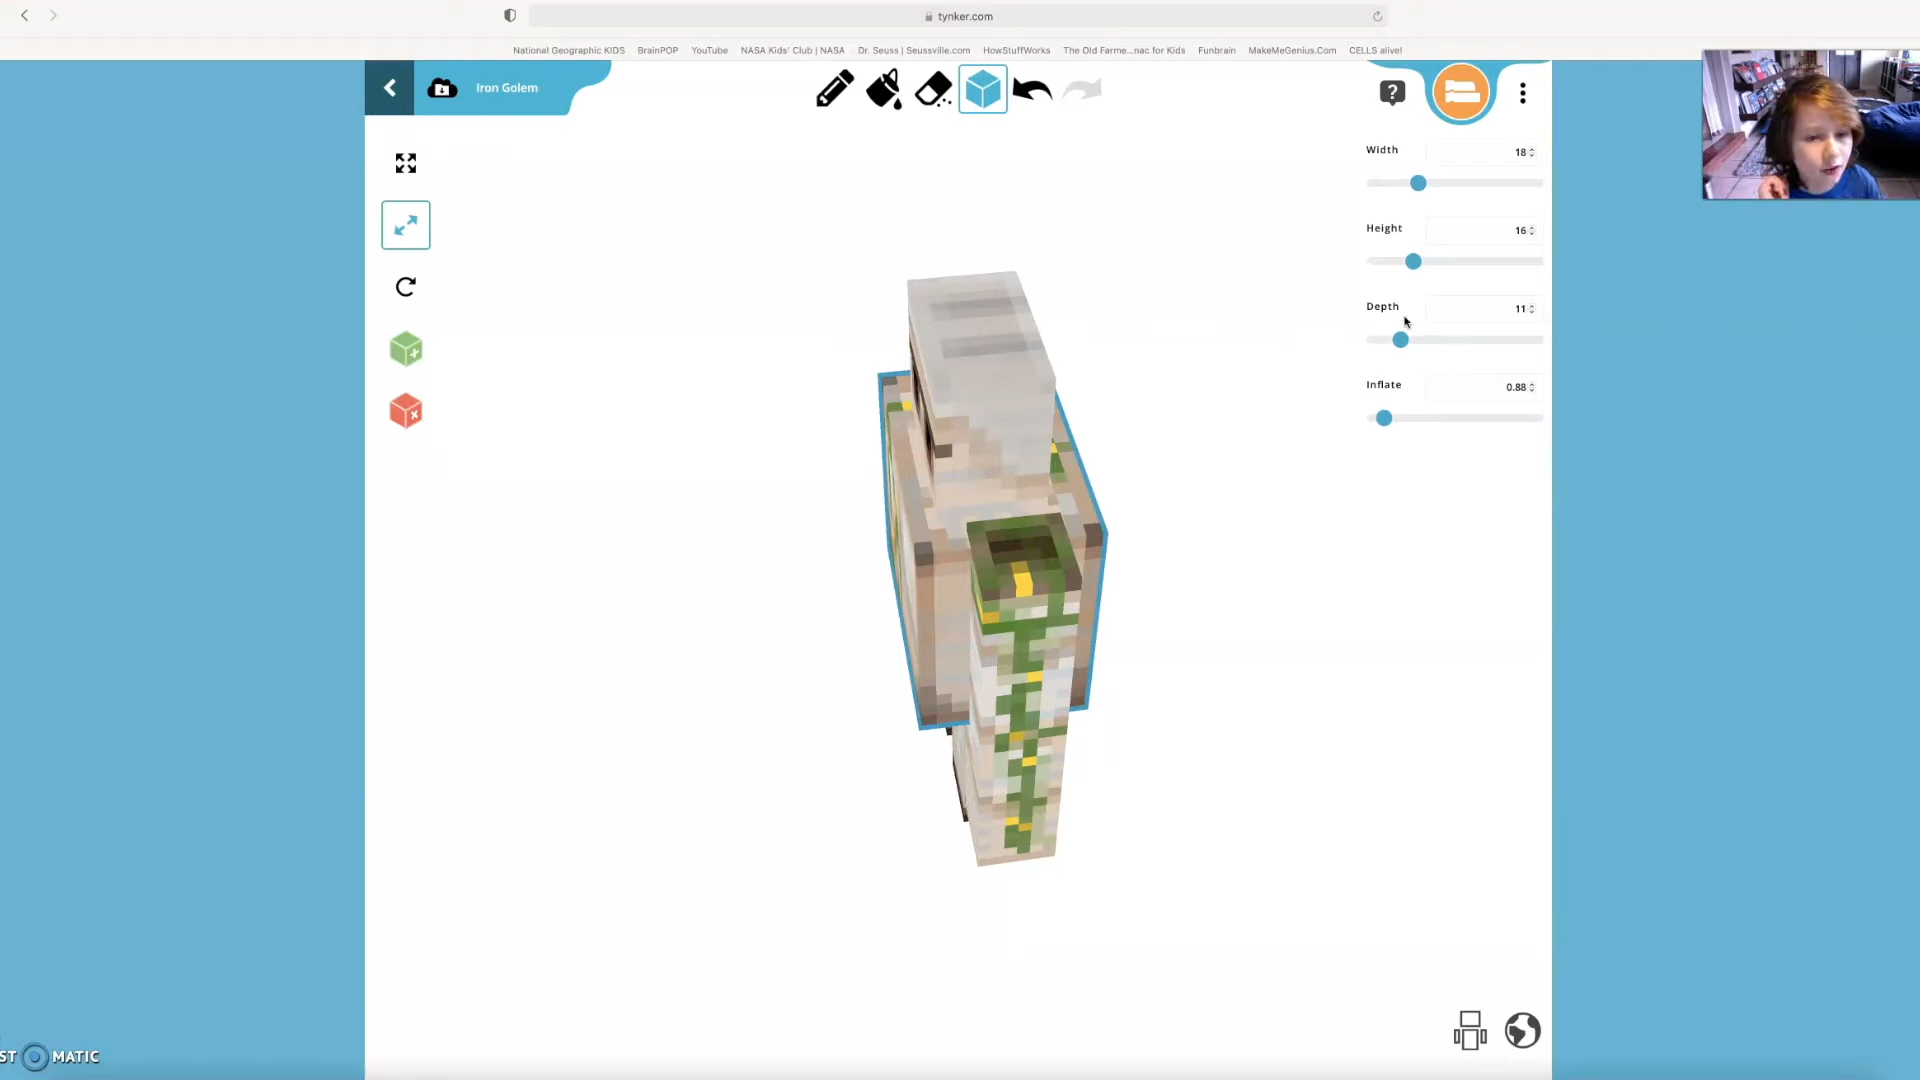 tynker.com
National Geographic KIDS BrainPOP YouTube NASA Kids' Club | NASA Dr. Seuss | Seussville.com HowStuffWorks The Old Farme...nac for Kids Funbrain MakeMeGenius.Com CELLS alive!
Iron Golem
?
Width 18
Height 16
Depth 11
Inflate 0.88
ST MATIC